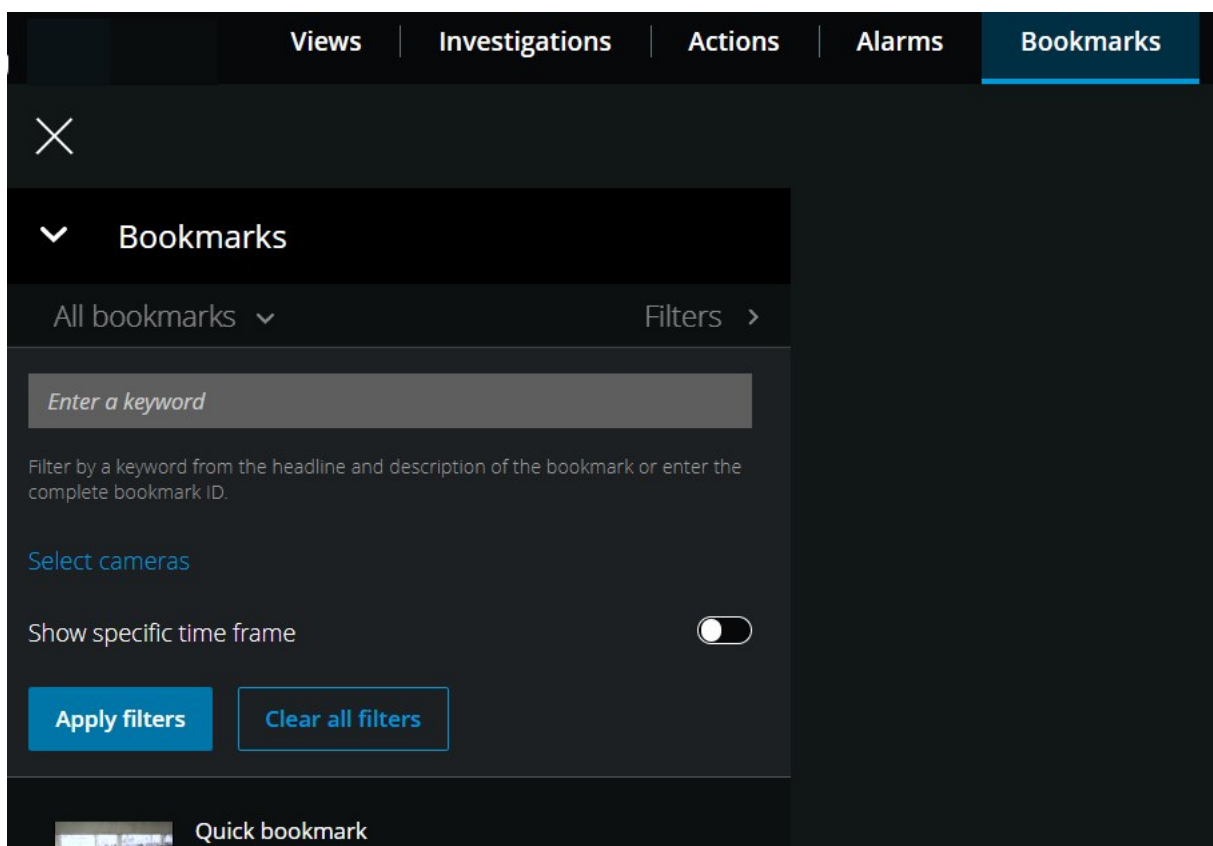 Views Investigations Actions Alarms Bookmarks
Bookmarks
All bookmarks Filters
Enter a keyword
Filter by a keyword from the headline and description of the bookmark or enter the
complete bookmark ID.
Select cameras
Show specific time frame
Apply filters Clear all filters
Quick bookmark